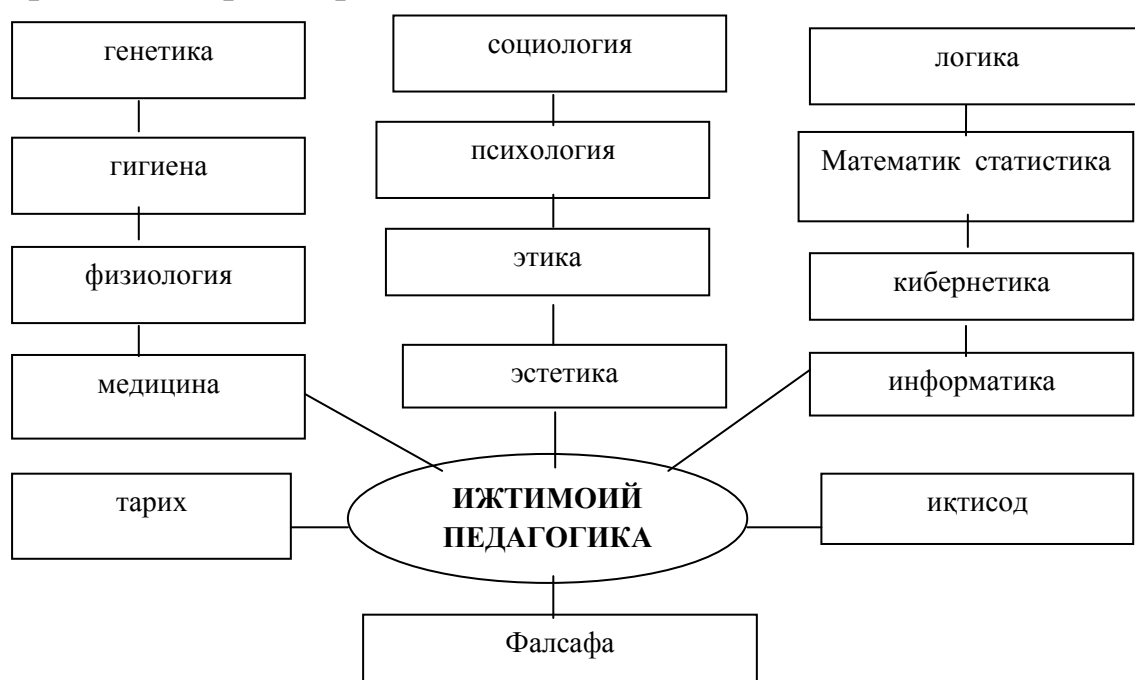 генетика
социология
логика
гигиена
психология
Математик статистика
физиология
этика
кибернетика
медицина
эстетика
информатика
тарих
ИЖТИМОИЙ
ПЕДАГОГИКА
иқтисод
Фалсафа